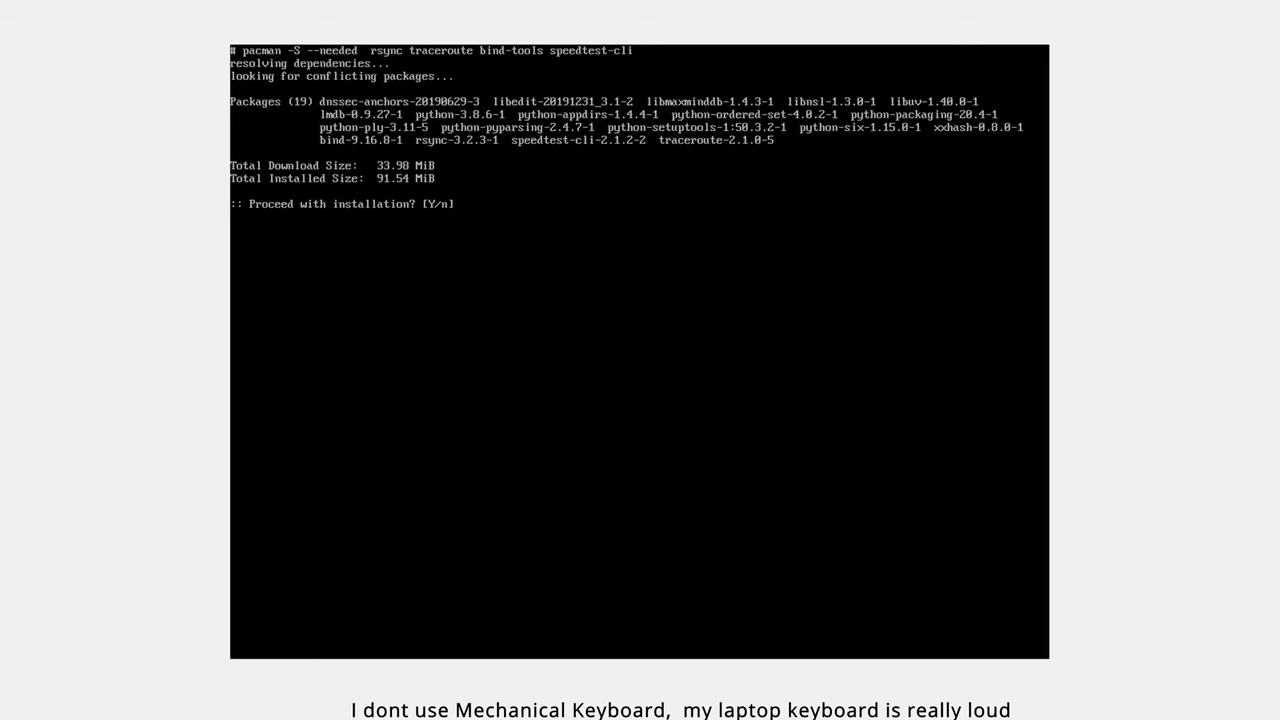 # pacman -S --needed  rsync traceroute bind-tools speedtest-cli
resolving dependencies...
looking for conflicting packages...
Packages (19) dnssec-anchors-20190629-3  libedit-20191231_3.1-2  libmaxminddb-1.4.3-1  libnsl-1.3.0-1  libuv-1.40.0-1
lmdb-0.9.27-1  python-3.8.6-1  python-appdirs-1.4.4-1  python-ordered-set-4.0.2-1  python-packaging-20.4-1
python-ply-3.11-5  python-pyparsing-2.4.7-1  python-setuptools-1:50.3.2-1  python-six-1.15.0-1  xxhash-0.8.0-1
bind-9.16.8-1  rsync-3.2.3-1  speedtest-cli-2.1.2-2  traceroute-2.1.0-5
Total Download Size:   33.98 MiB
Total Installed Size:  91.54 MiB
:: Proceed with installation? [Y/n]
I dont use Mechanical Keyboard,  my laptop keyboard is really loud